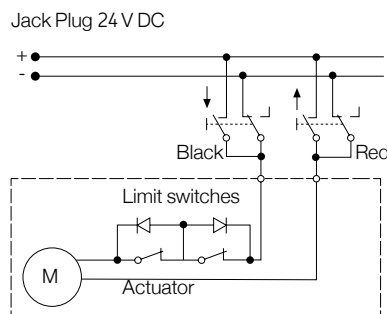 Jack Plug 24 V DC
+
-
Black
Red
Limit switches
M
Actuator